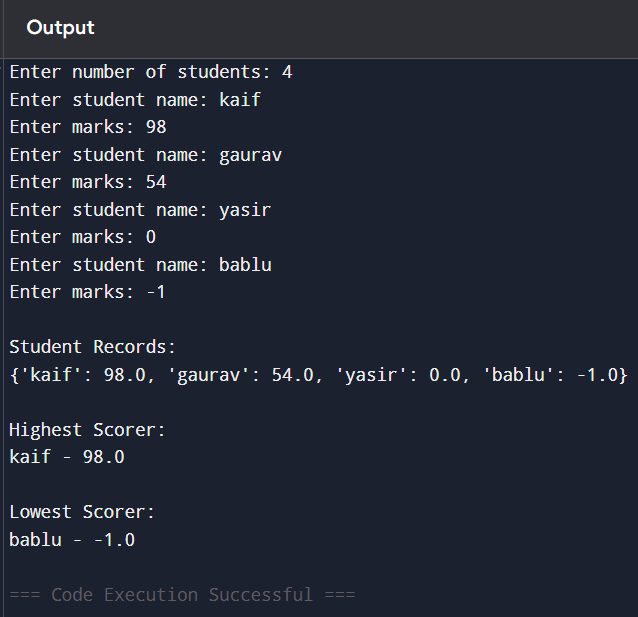 Output
Enter number of students: 4
Enter student name: kaif
Enter marks: 98
Enter student name: gaurav
Enter marks: 54
Enter student name: yasir
Enter marks: 0
Enter student name: bablu
Enter marks: -1
Student Records:
{'kaif': 98.0, 'gaurav': 54.0, 'yasir': 0.0, 'bablu': -1.0}
Highest Scorer:
kaif - 98.0
Lowest Scorer:
bablu - -1.0
=== Code Execution Successful ===